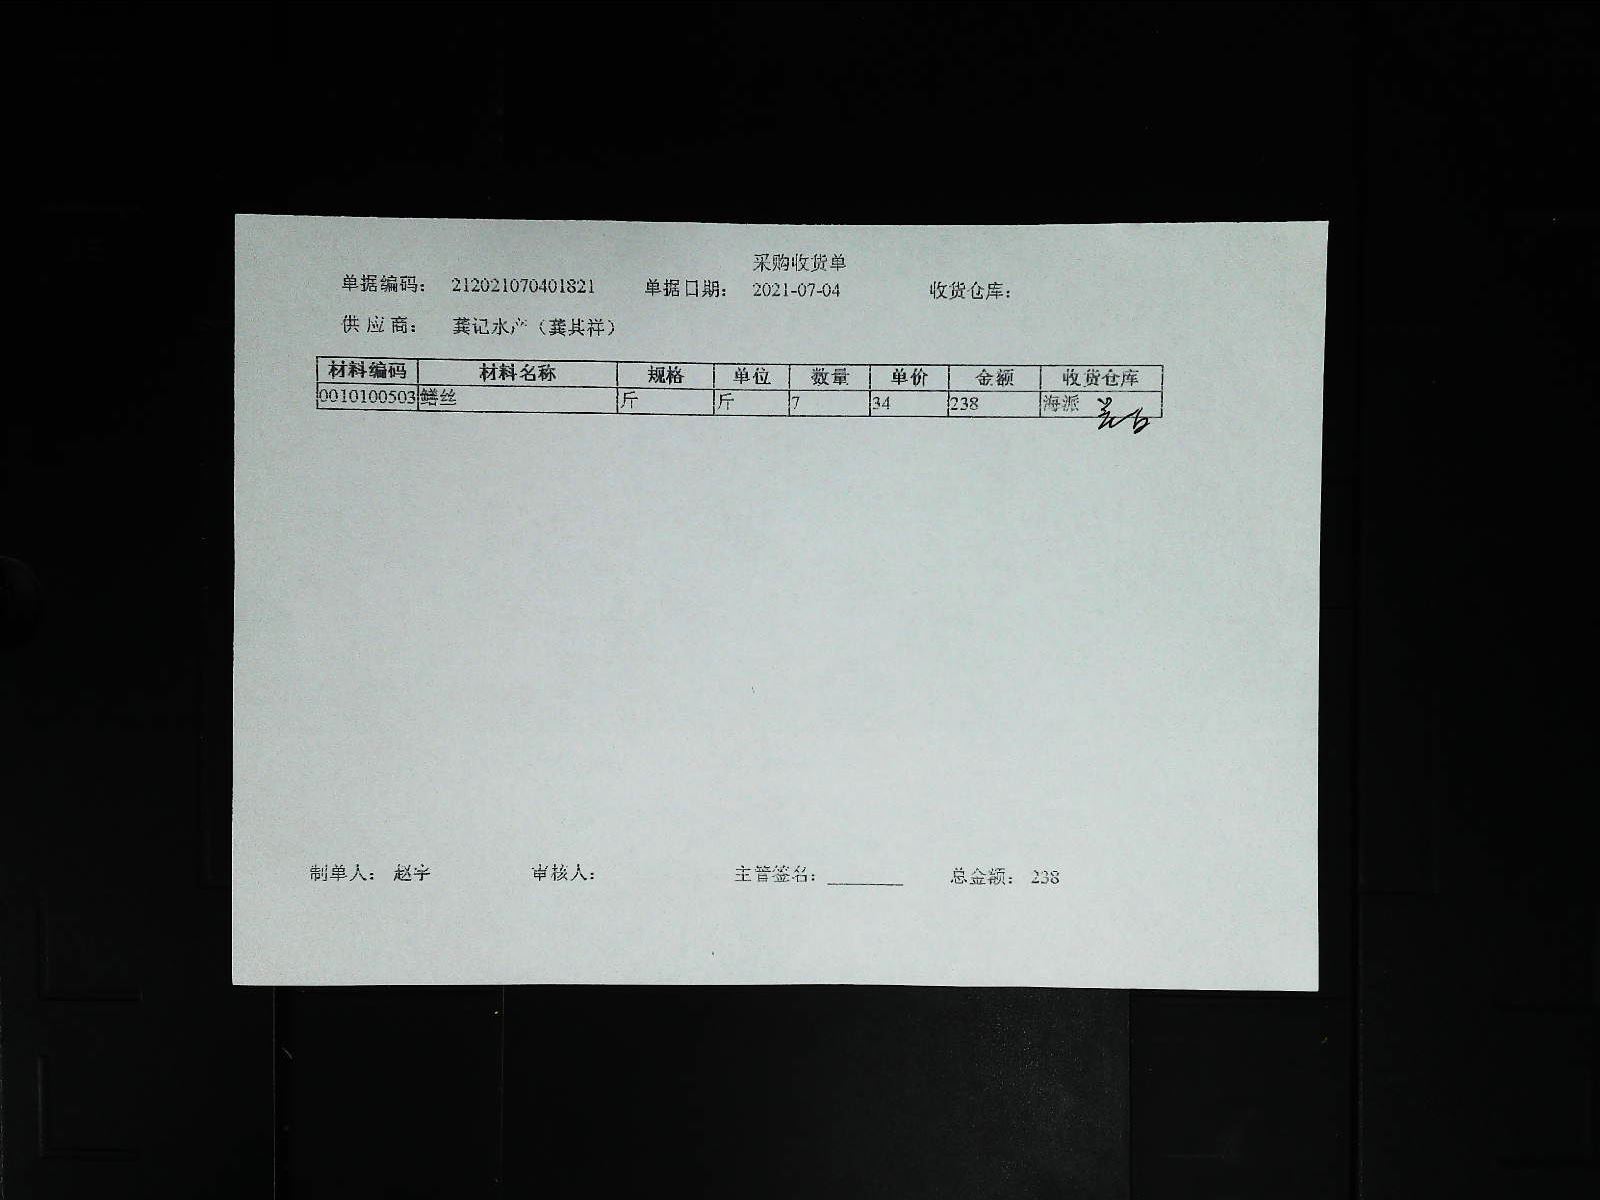 采购收货单
单据编码： 212021070401821 单据日期： 2021-07-04 收货仓库：
供 应 商： 龚记水产（龚其祥）
材料编码 材料名称 规格 单位 数量 单价 金额 收货仓库
0010100503 鳝丝 斤 斤 7 34 238 海派
制单人： 赵宇 审核人： 主管签名：________ 总金额： 238